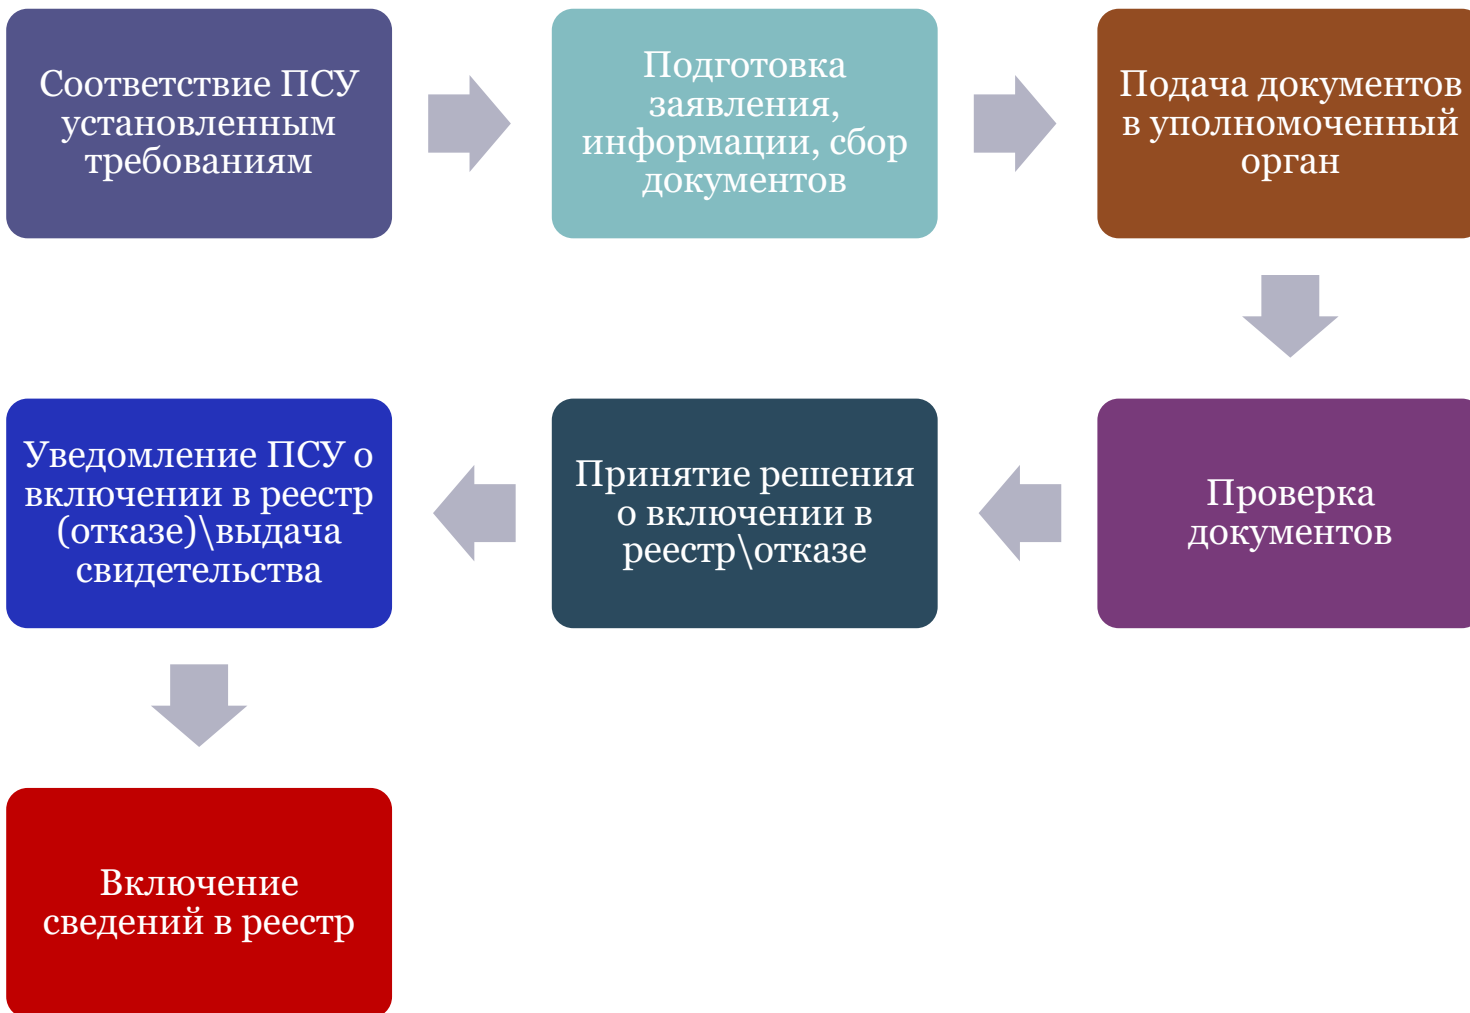 Соответствие ПСУ
установленным
требованиям
Подготовка
заявления,
информации, сбор
документов
Подача документов
в уполномоченный
орган
Проверка
документов
Принятие решения
о включении в
реестр\отказе
Уведомление ПСУ о
включении в реестр
(отказе)\выдача
свидетельства
Включение
сведений в реестр